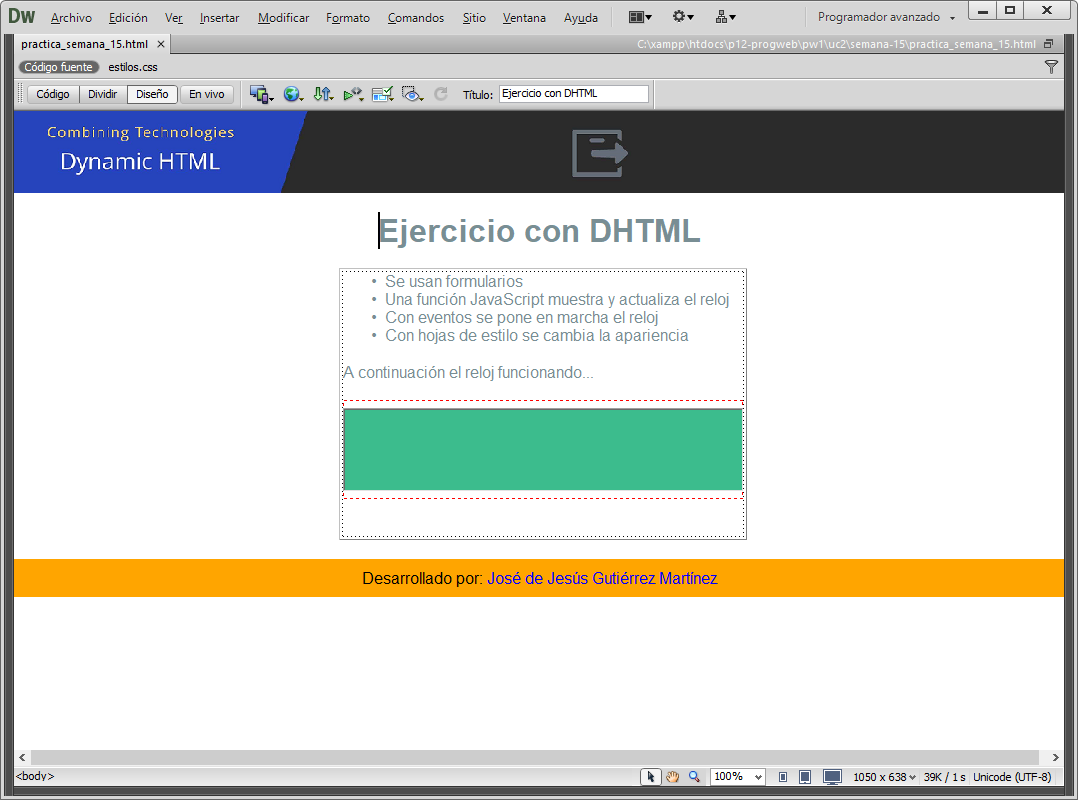 Dw Archivo Edición Ver Insertar Modificar Formato Comandos Sitio Ventana Ayuda Programador avanzado
practica_semana_15.html C:\xampp\htdocs\p12-progweb\pw1\uc2\semana-15\practica_semana_15.html
Código fuente estilos.css
Código Dividir Diseño En vivo Título: Ejercicio con DHTML
Combining Technologies
Dynamic HTML
Ejercicio con DHTML
• Se usan formularios
• Una función JavaScript muestra y actualiza el reloj
• Con eventos se pone en marcha el reloj
• Con hojas de estilo se cambia la apariencia
A continuación el reloj funcionando...
Desarrollado por: José de Jesús Gutiérrez Martínez
<body> 100% 1050 x 638 39K / 1 s Unicode (UTF-8)